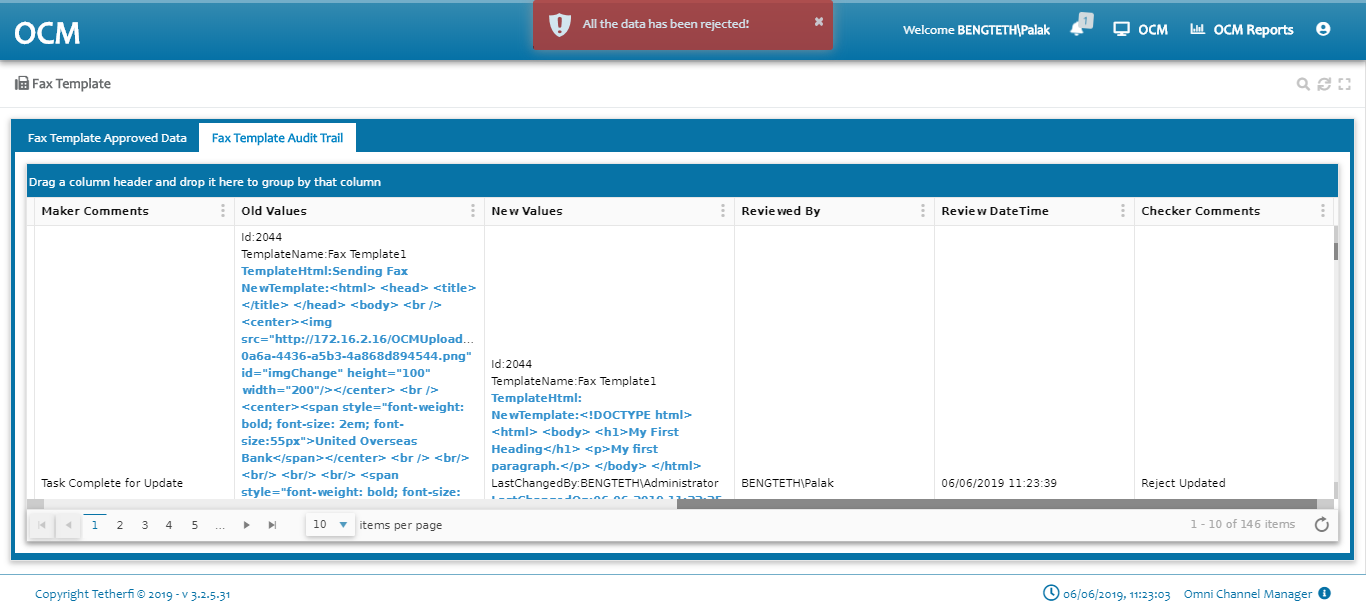 OCM
All the data has been rejected!
Welcome BENGTETH\Palak
1
OCM
OCM Reports
Fax Template
Fax Template Approved Data
Fax Template Audit Trail
Drag a column header and drop it here to group by that column
Maker Comments
Old Values
New Values
Reviewed By
Review DateTime
Checker Comments
Task Complete for Update
Id:2044
TemplateName:Fax Template1
TemplateHtml:Sending Fax
NewTemplate:<html> <head> <title>
</title> </head> <body> <br />
<center><img
src="http://172.16.2.16/OCMUpload...
0a6a-4436-a5b3-4a868d894544.png"
id="imgChange" height="100"
width="200"/></center> <br />
<center><span style="font-weight:
bold; font-size: 2em; font-
size:55px">United Overseas
Bank</span></center> <br /> <br/>
<br/> <br/> <br/> <span
style="font-weight: bold; font-size:
Id:2044
TemplateName:Fax Template1
TemplateHtml:
NewTemplate:<!DOCTYPE html>
<html> <body> <h1>My First
Heading</h1> <p>My first
paragraph.</p> </body> </html>
LastChangedBy:BENGTETH\Administrator
LastChangedOn:06-06-2019 11:22:25
BENGTETH\Palak
06/06/2019 11:23:39
Reject Updated
1 2 3 4 5 ...
10
items per page
1 - 10 of 146 items
Copyright Tetherfi © 2019 - v 3.2.5.31
06/06/2019, 11:23:03
Omni Channel Manager